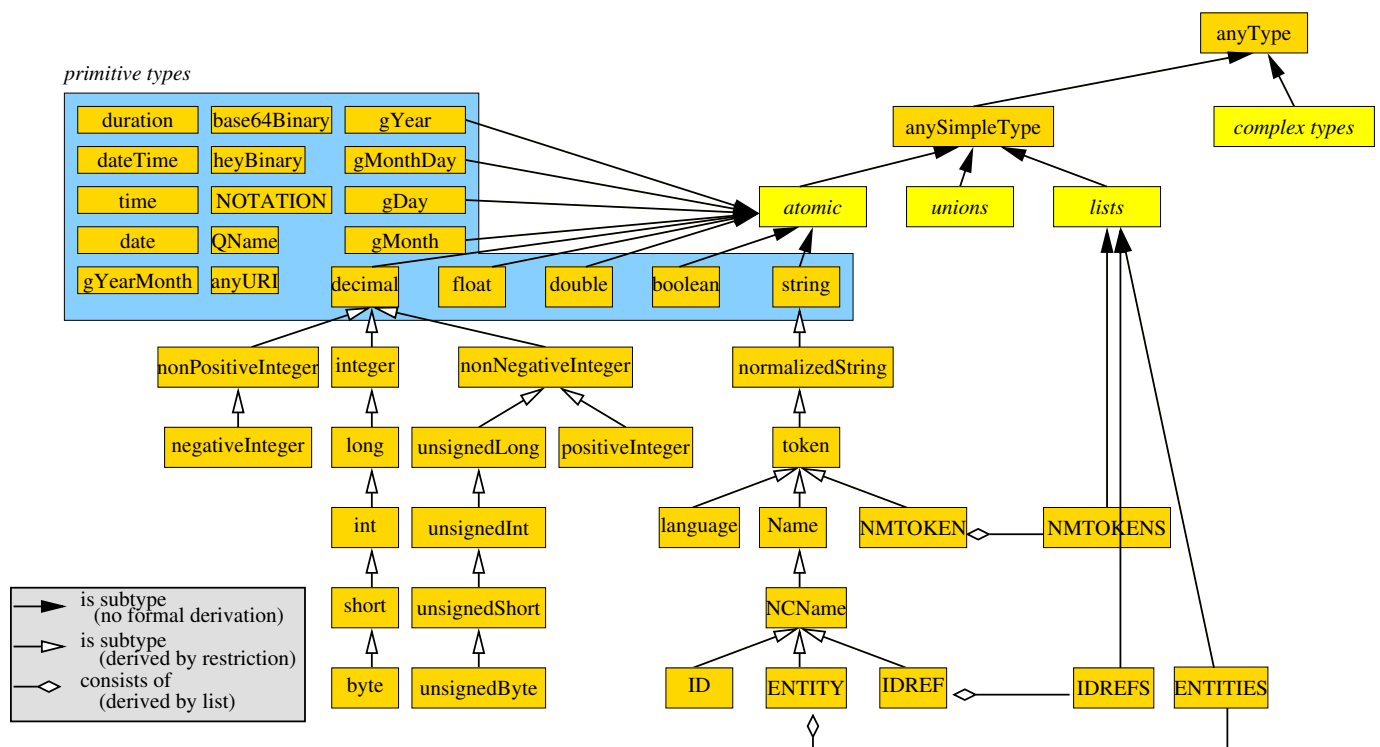 anyType
primitive types
duration base64Binary gYear anySimpleType complex types
dateTime heyBinary gMonthDay
time NOTATION gDay atomic unions lists
date QName gMonth
gYearMonth anyURI decimal float double boolean string
nonPositiveInteger integer nonNegativeInteger normalizedString
negativeInteger long unsignedLong positiveInteger token
int unsignedInt language Name NMTOKEN NMTOKENS
short unsignedShort NCName
byte unsignedByte ID ENTITY IDREF IDREFS ENTITIES
is subtype
(no formal derivation)
is subtype
(derived by restriction)
consists of
(derived by list)